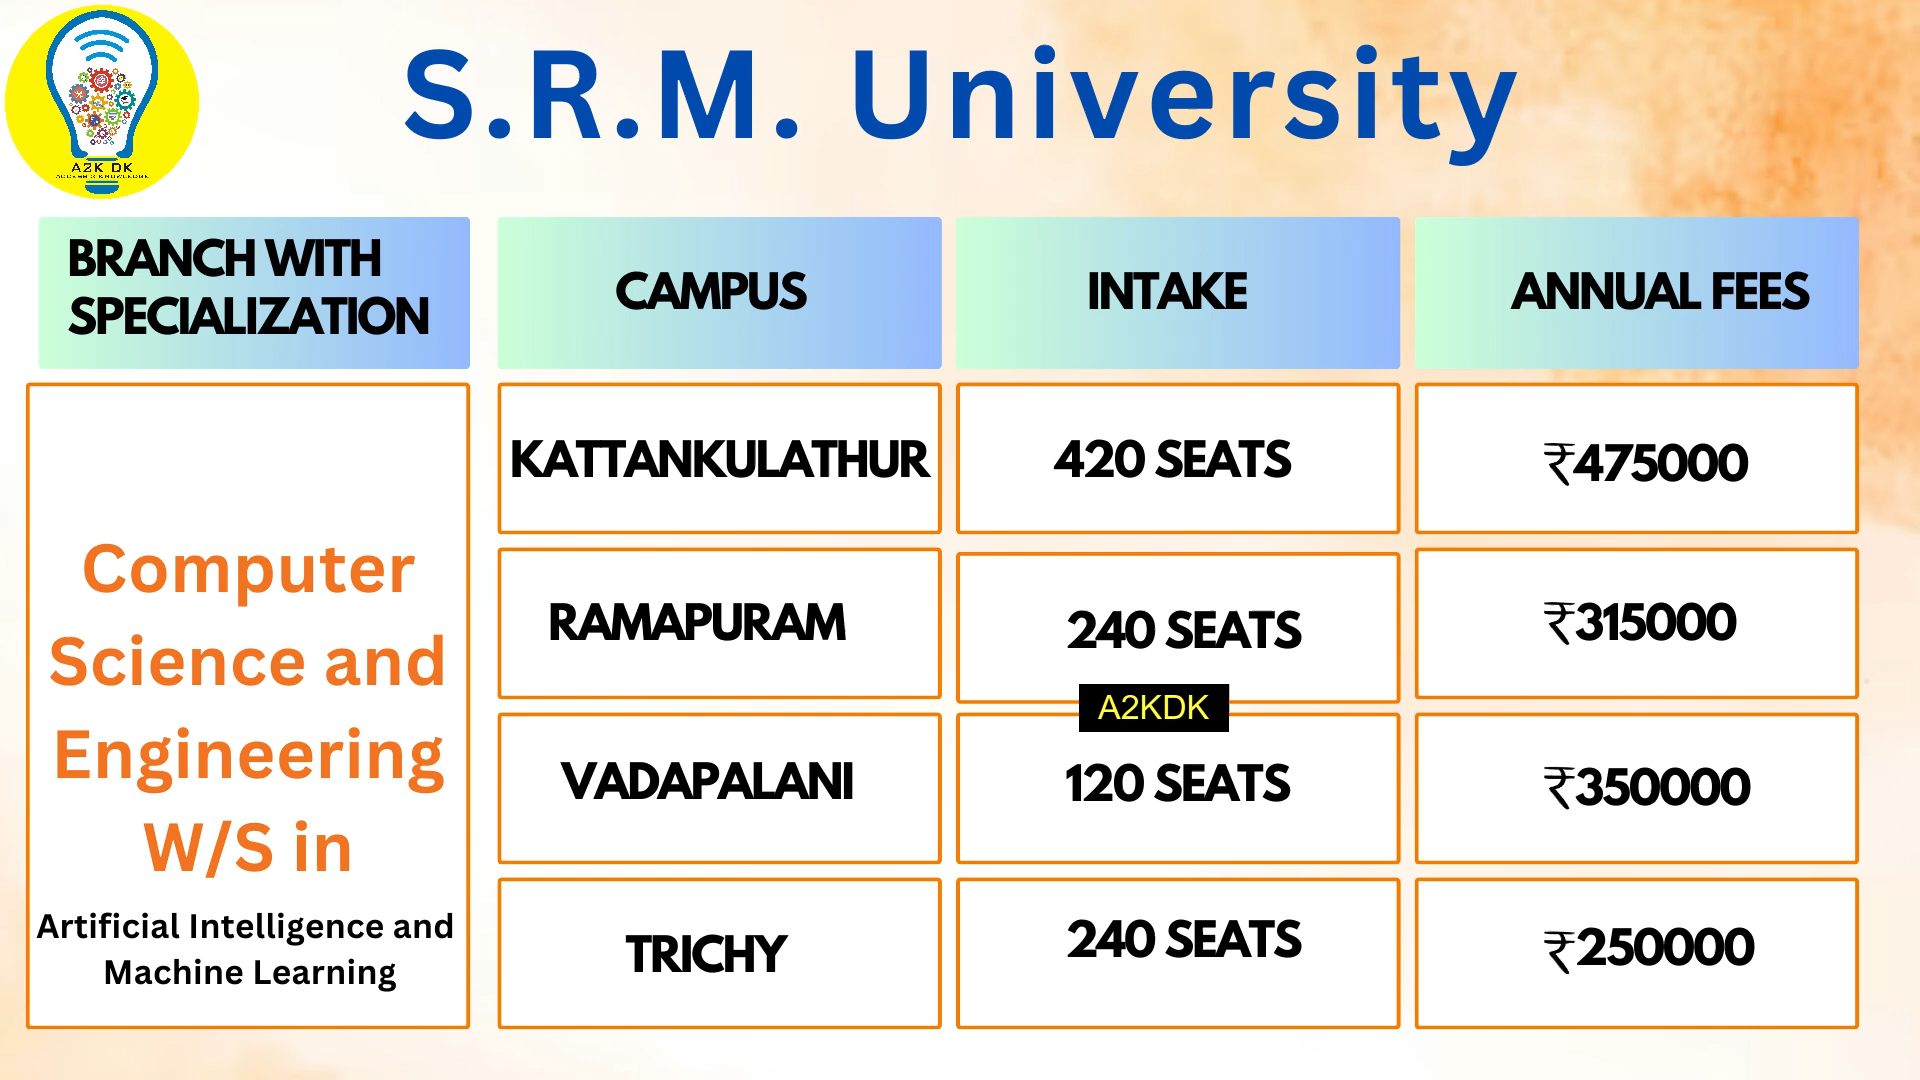 S.R.M. University
A2K DK
BRANCH WITH
SPECIALIZATION
CAMPUS
INTAKE
ANNUAL FEES
Computer
Science and
Engineering
W/S in
Artificial Intelligence and
Machine Learning
KATTANKULATHUR
420 SEATS
₹475000
RAMAPURAM
240 SEATS
₹315000
A2KDK
VADAPALANI
120 SEATS
₹350000
TRICHY
240 SEATS
₹250000